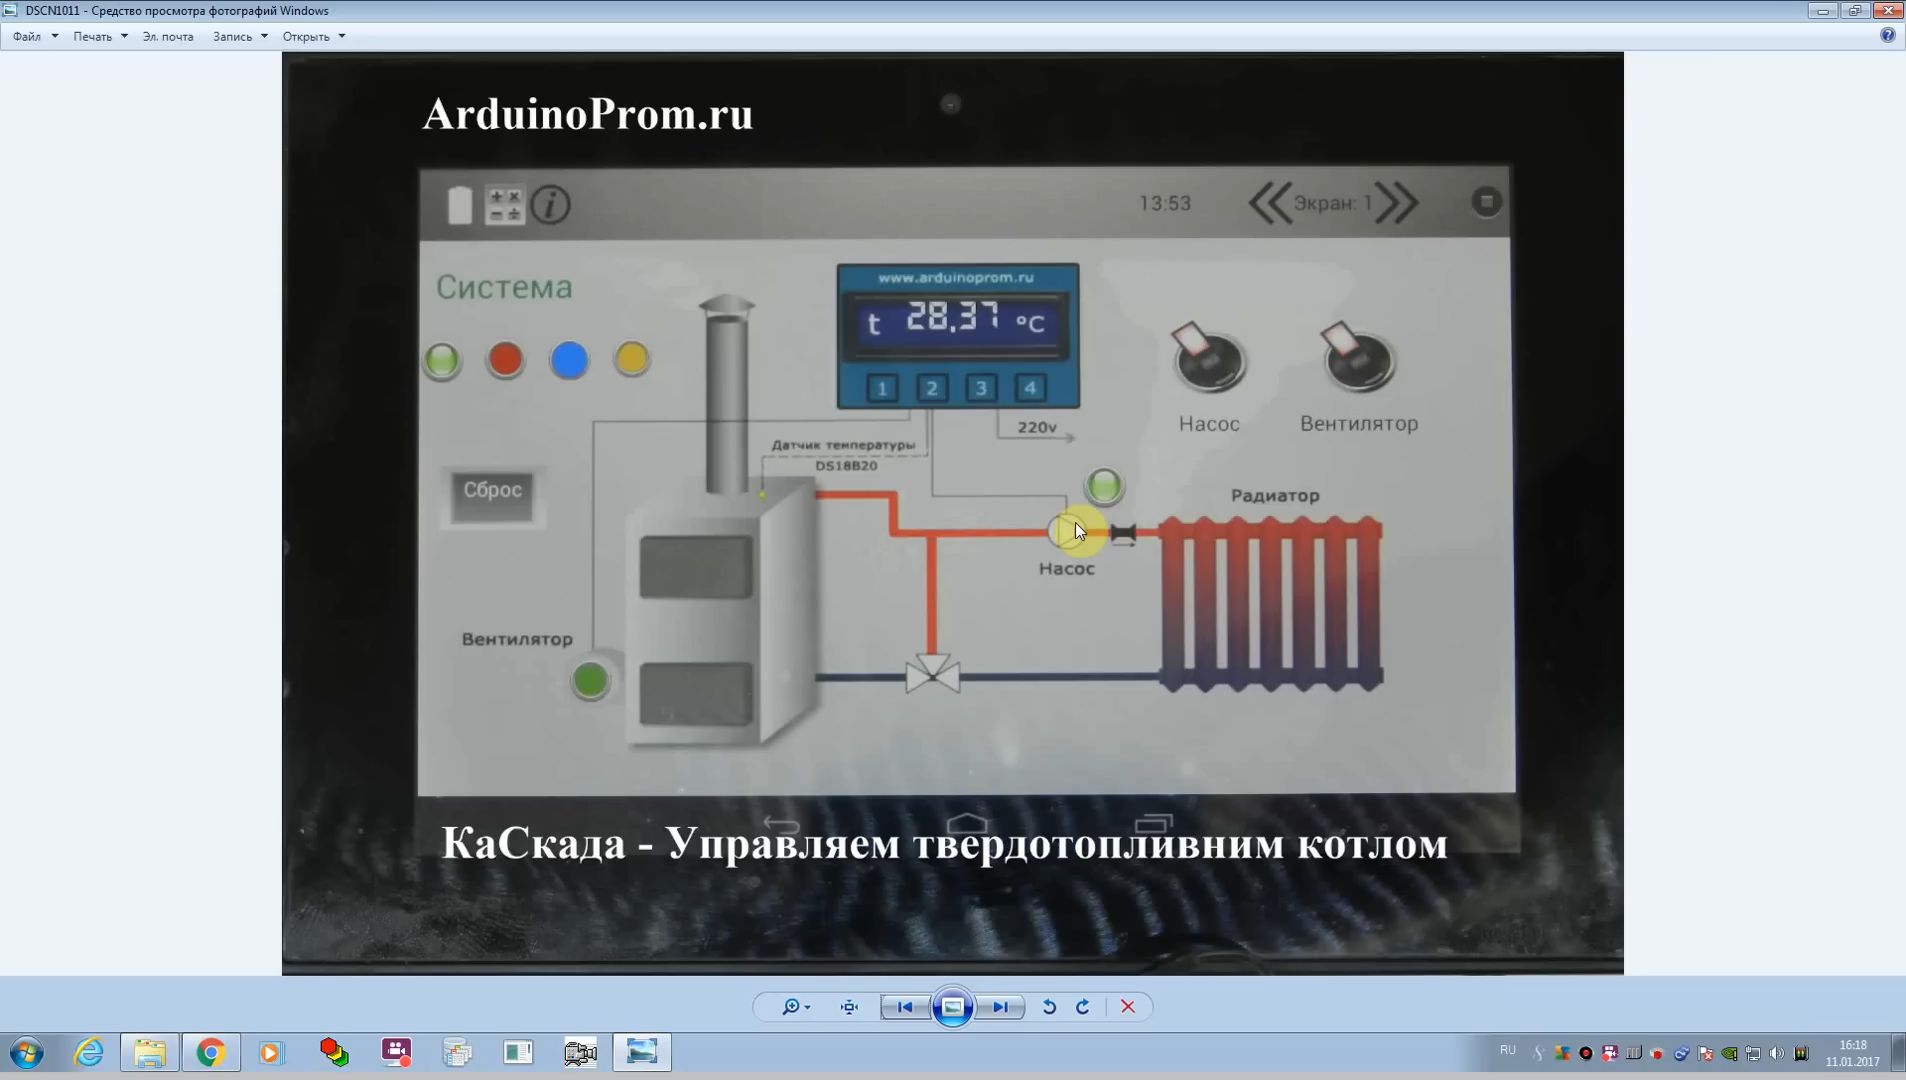 DSCN1011 - Средство просмотра фотографий Windows
Файл Печать Эл. почта Запись Открыть
ArduinoProm.ru
13:53 Экран: 1
Система
www.arduinoprom.ru
t 28.37 °C
1 2 3 4
Насос Вентилятор
220v
Датчик температуры
DS18B20
Сброс
Радиатор
Насос
Вентилятор
КаСкада - Управляем твердотопливним котлом
RU
16:18
11.01.2017